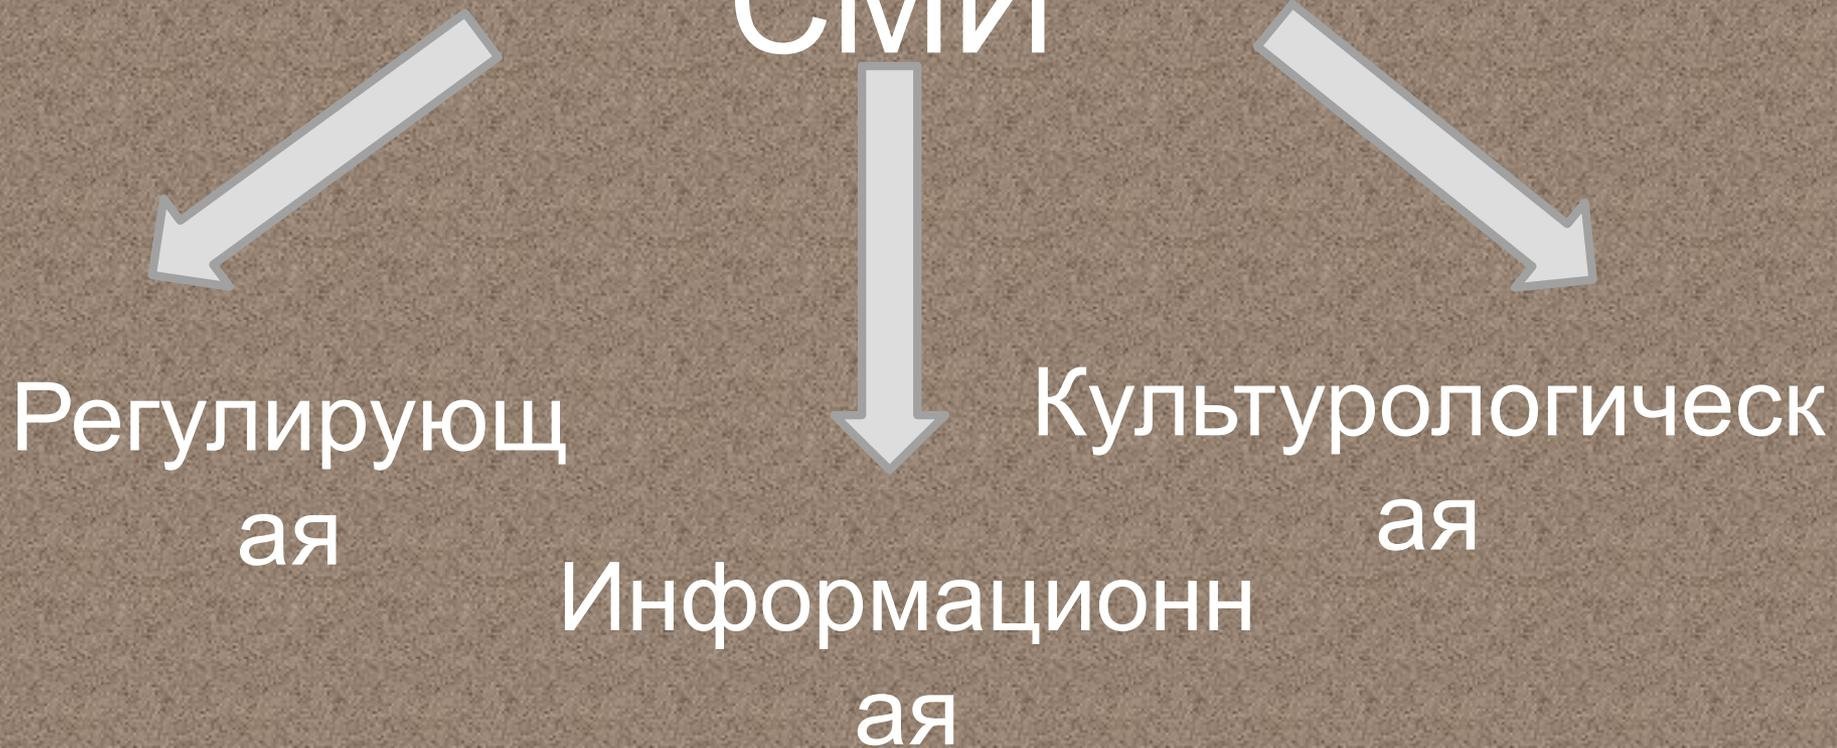 СМИ
Регулирующ
ая
Культурологическ
ая
Информационн
ая